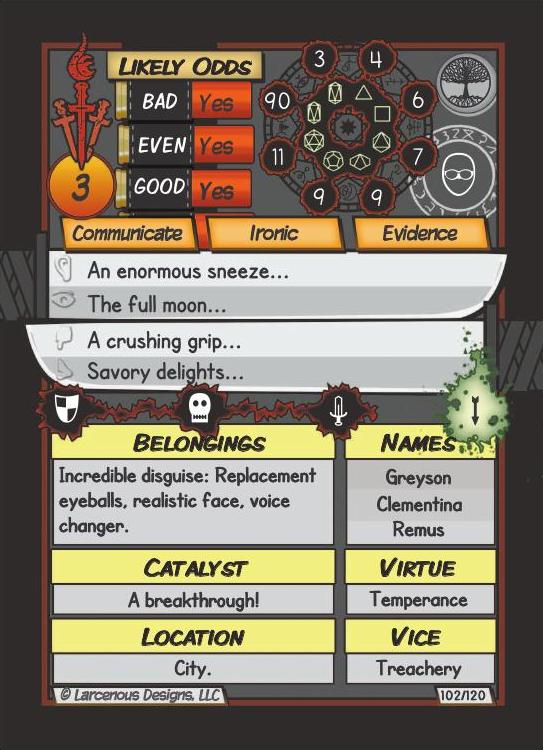 LIKELY ODDS
BAD Yes
EVEN Yes
GOOD Yes
3
3 4
90 6
11 7
9 9
Communicate Ironic Evidence
An enormous sneeze...
The full moon...
A crushing grip...
Savory delights...
BELONGINGS
Incredible disguise: Replacement
eyeballs, realistic face, voice
changer.
NAMES
Greyson
Clementina
Remus
CATALYST
A breakthrough!
VIRTUE
Temperance
LOCATION
City.
VICE
Treachery
© Larcenous Designs, LLC
102/120